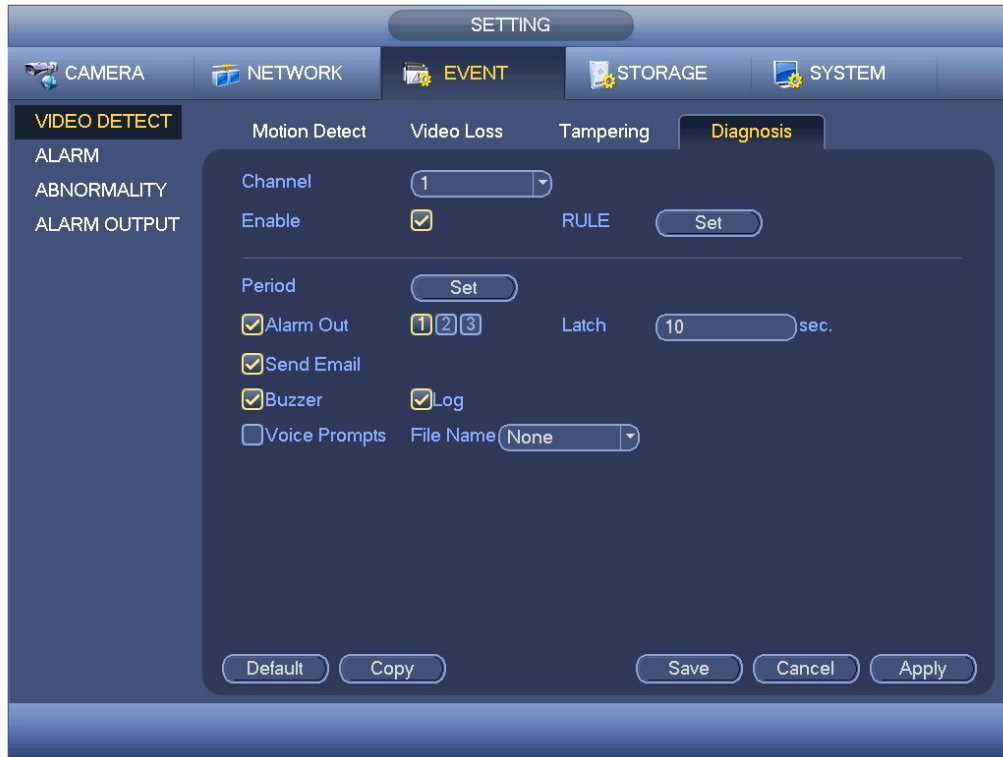 SETTING
CAMERA NETWORK EVENT STORAGE SYSTEM
VIDEO DETECT
ALARM
ABNORMALITY
ALARM OUTPUT
Motion Detect Video Loss Tampering Diagnosis
Channel 1
Enable RULE Set
Period Set
Alarm Out 1 2 3 Latch 10 sec.
Send Email
Buzzer Log
Voice Prompts File Name None
Default Copy Save Cancel Apply